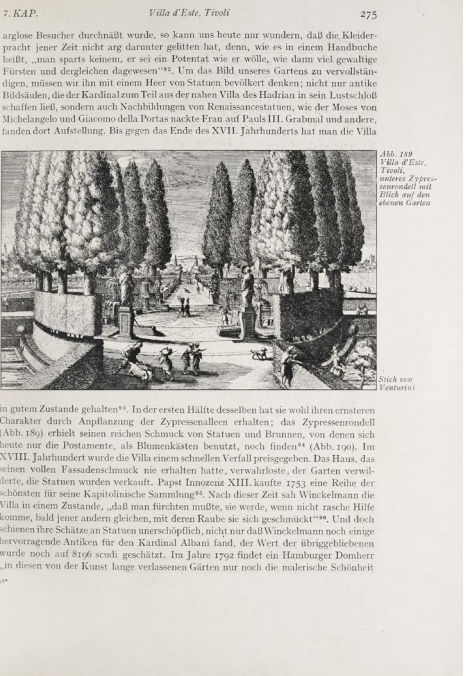 7. KAP.
Villa d'Este, Tivoli
275
arglose Besucher durchnäßt wurde, so kann uns heute nur wundern, daß die Kleider-
pracht jener Zeit nicht arg darunter gelitten hat, denn, wie es in einem Handbuche
heißt, „man sparts keinem, er sei ein Potentat wie er wölle, wie dann viel gewaltige
Fürsten und dergleichen dagewesen"⁹². Um das Bild unseres Gartens zu vervollstän-
digen, müssen wir ihn mit einem Heer von Statuen bevölkert denken; nicht nur antike
Bildsäulen, die der Kardinal zum Teil aus der nahen Villa des Hadrian in sein Lustschloß
schaffen ließ, sondern auch Nachbildungen von Renaissancestatuen, wie der Moses von
Michelangelo und Giacomo della Portas nackte Frau auf Pauls III. Grabmal und andere,
fanden dort Aufstellung. Bis gegen das Ende des XVII. Jahrhunderts hat man die Villa
Abb. 189
Villa d'Este,
Tivoli,
unteres Zypres-
senrondell mit
Blick auf den
ebenen Garten
Stich von
Venturini
in gutem Zustande gehalten⁹³. In der ersten Hälfte desselben hat sie wohl ihren ernsteren
Charakter durch Anpflanzung der Zypressenalleen erhalten; das Zypressenrondell
(Abb. 189) erhielt seinen reichen Schmuck von Statuen und Brunnen, von denen sich
heute nur die Postamente, als Blumenkästen benutzt, noch finden⁹⁴ (Abb. 190). Im
XVIII. Jahrhundert wurde die Villa einem schnellen Verfall preisgegeben. Das Haus, das
seinen vollen Fassadenschmuck nie erhalten hatte, verwahrloste, der Garten verwil-
derte, die Statuen wurden verkauft. Papst Innozenz XIII. kaufte 1753 eine Reihe der
schönsten für seine Kapitolinische Sammlung⁹⁵. Nach dieser Zeit sah Winckelmann die
Villa in einem Zustande, „daß man fürchten mußte, sie werde, wenn nicht rasche Hilfe
komme, bald jener andern gleichen, mit deren Raube sie sich geschmückt"⁹⁶. Und doch
schienen ihre Schätze an Statuen unerschöpflich, nicht nur daß Winckelmann noch einige
hervorragende Antiken für den Kardinal Albani fand, der Wert der übriggebliebenen
wurde noch auf 8196 scudi geschätzt. Im Jahre 1792 findet ein Hamburger Domherr
„in diesen von der Kunst lange verlassenen Gärten nur noch die malerische Schönheit